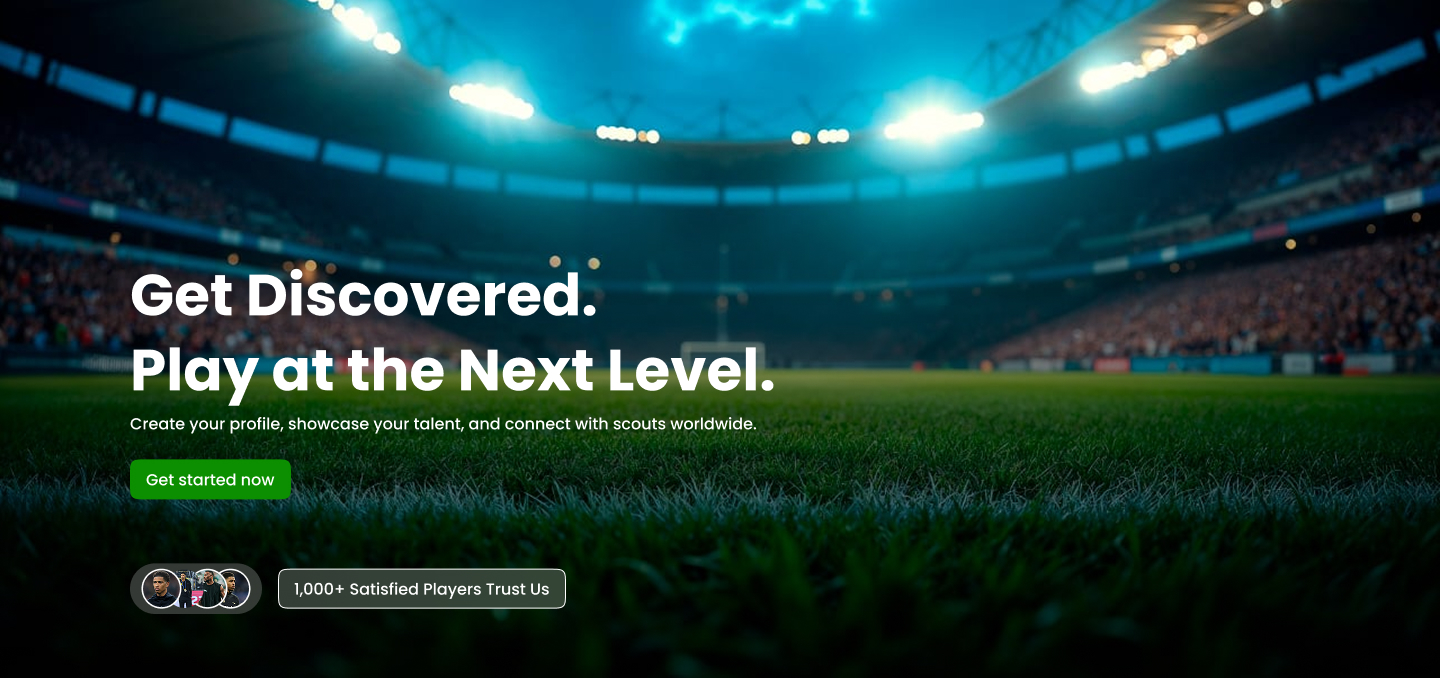 Get Discovered.
Play at the Next Level.
Create your profile, showcase your talent, and connect with scouts worldwide.
Get started now
1,000+ Satisfied Players Trust Us